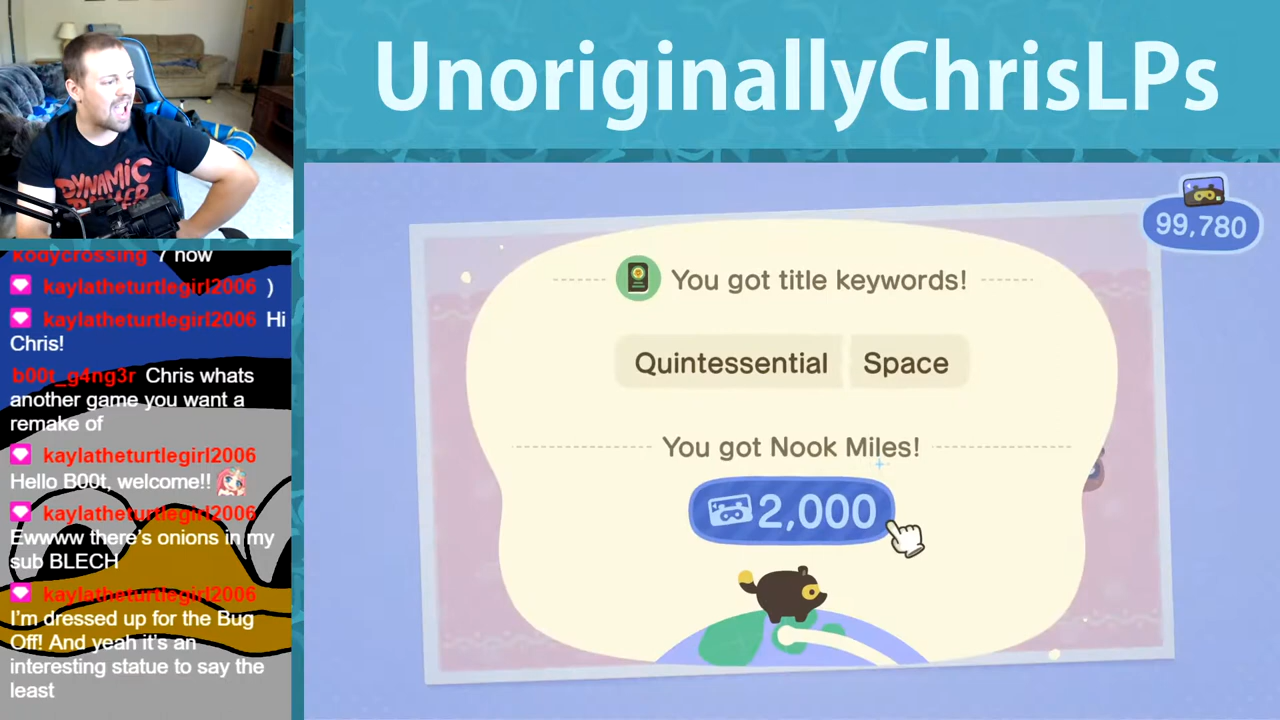 UnoriginallyChrisLPs
99,780
You got title keywords!
Quintessential Space
You got Nook Miles!
2,000
DYNAMIC
kodycrossing 7 now
kaylatheturtlegirl2006 )
kaylatheturtlegirl2006 Hi
Chris!
b00t_g4ng3r Chris whats
another game you want a
remake of
kaylatheturtlegirl2006
Hello B00t, welcome!!
kaylatheturtlegirl2006
Ewwww there's onions in my
sub BLECH
kaylatheturtlegirl2006
I'm dressed up for the Bug
Off! And yeah it's an
interesting statue to say the
least